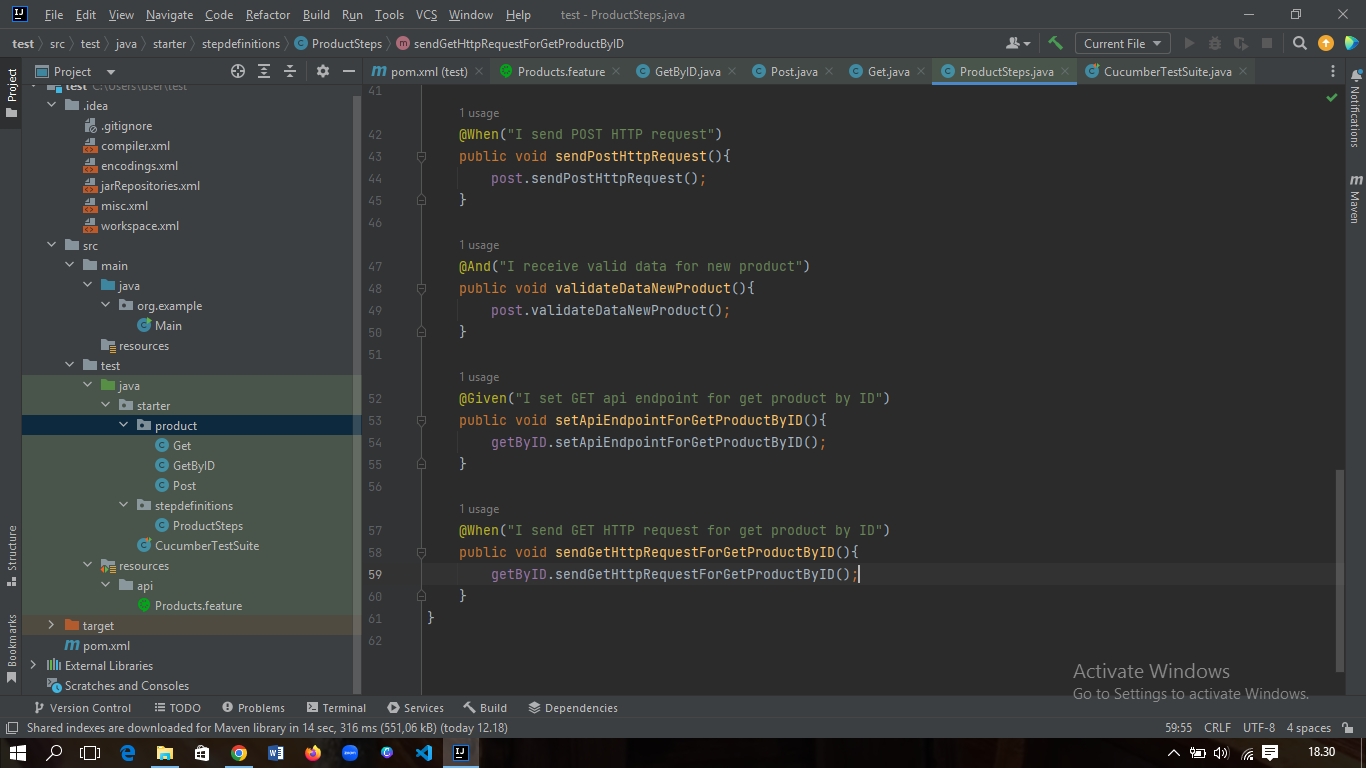 File Edit View Navigate Code Refactor Build Run Tools VCS Window Help test - ProductSteps.java
test src test java starter stepdefinitions ProductSteps sendGetHttpRequestForGetProductByID Current File
Project
pom.xml (test) Products.feature GetByID.java Post.java Get.java ProductSteps.java CucumberTestSuite.java
Project
Structure
Bookmarks
test C:\Users\user\test
.idea
.gitignore
compiler.xml
encodings.xml
jarRepositories.xml
misc.xml
workspace.xml
src
main
java
org.example
Main
resources
test
java
starter
product
Get
GetByID
Post
stepdefinitions
ProductSteps
CucumberTestSuite
resources
api
Products.feature
target
pom.xml
External Libraries
Scratches and Consoles
41
1 usage
42 @When("I send POST HTTP request")
43 public void sendPostHttpRequest(){
44 post.sendPostHttpRequest();
45 }
46
1 usage
47 @And("I receive valid data for new product")
48 public void validateDataNewProduct(){
49 post.validateDataNewProduct();
50 }
51
1 usage
52 @Given("I set GET api endpoint for get product by ID")
53 public void setApiEndpointForGetProductByID(){
54 getByID.setApiEndpointForGetProductByID();
55 }
56
1 usage
57 @When("I send GET HTTP request for get product by ID")
58 public void sendGetHttpRequestForGetProductByID(){
59 getByID.sendGetHttpRequestForGetProductByID();
60 }
61 }
62
Notifications
Maven
Activate Windows
Go to Settings to activate Windows.
Version Control TODO Problems Terminal Services Build Dependencies
Shared indexes are downloaded for Maven library in 14 sec, 316 ms (551,06 kB) (today 12.18) 59:55 CRLF UTF-8 4 spaces
18.30